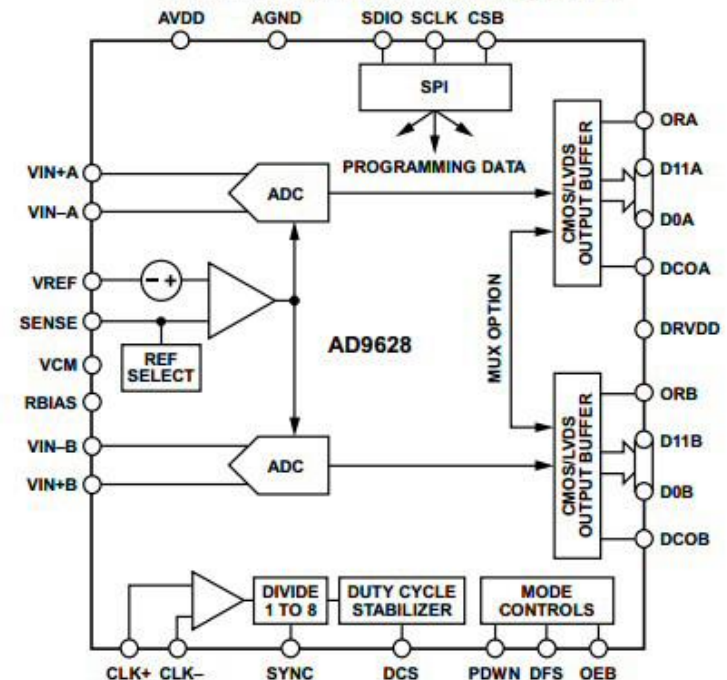 AVDD
AGND
SDIO SCLK CSB
SPI
PROGRAMMING DATA
VIN+A
VIN–A
ADC
CMOS/LVDS
OUTPUT BUFFER
ORA
D11A
D0A
DCOA
VREF
– +
SENSE
REF
SELECT
VCM
RBIAS
AD9628
MUX OPTION
DRVDD
VIN–B
VIN+B
ADC
CMOS/LVDS
OUTPUT BUFFER
ORB
D11B
D0B
DCOB
DIVIDE
1 TO 8
DUTY CYCLE
STABILIZER
MODE
CONTROLS
CLK+ CLK–
SYNC
DCS
PDWN DFS OEB